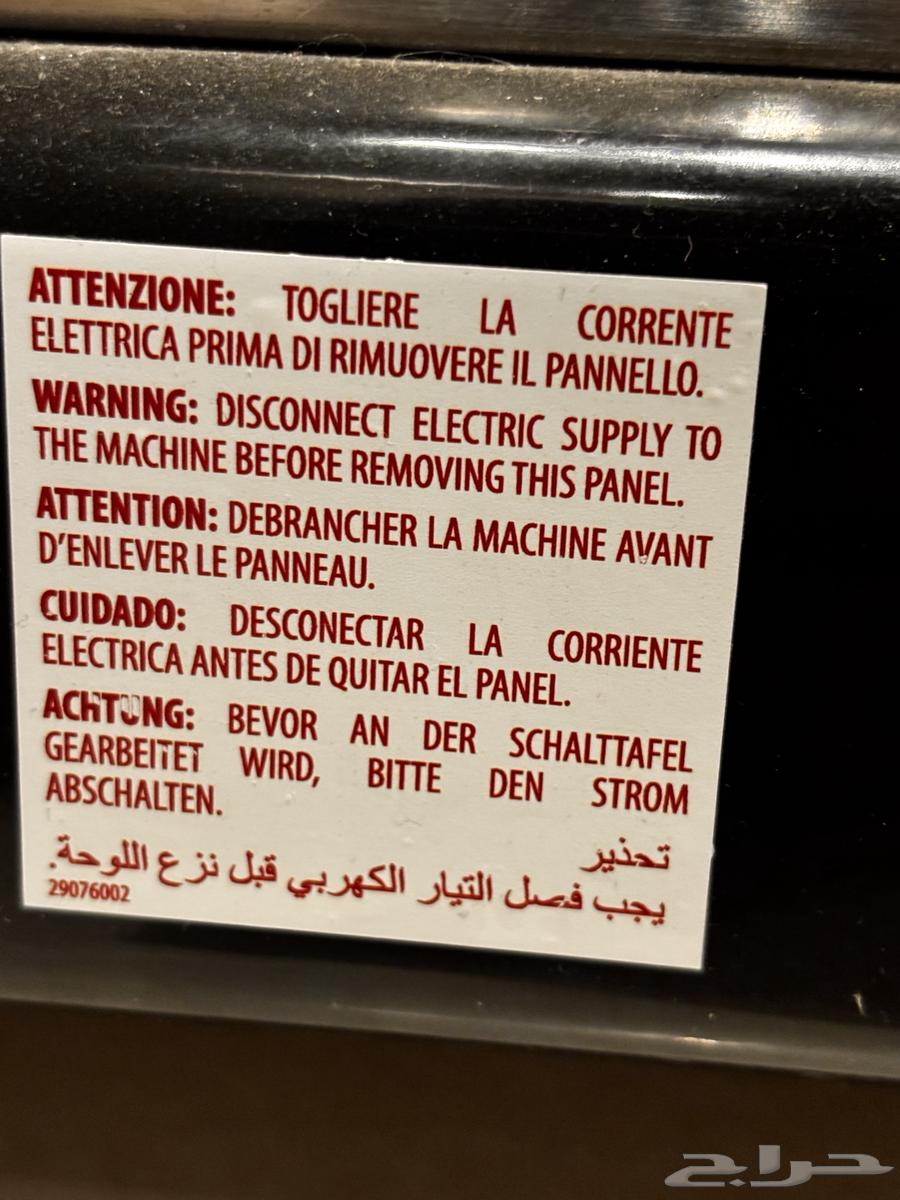 ATTENZIONE: TOGLIERE LA CORRENTE
ELETTRICA PRIMA DI RIMUOVERE IL PANNELLO.
WARNING: DISCONNECT ELECTRIC SUPPLY TO
THE MACHINE BEFORE REMOVING THIS PANEL.
ATTENTION: DEBRANCHER LA MACHINE AVANT
D'ENLEVER LE PANNEAU.
CUIDADO: DESCONECTAR LA CORRIENTE
ELECTRICA ANTES DE QUITAR EL PANEL.
ACHTUNG: BEVOR AN DER SCHALTTAFEL
GEARBEITET WIRD, BITTE DEN STROM
ABSCHALTEN.
تحذير
يجب فصل التيار الكهربي قبل نزع اللوحة.
29076002
حراج